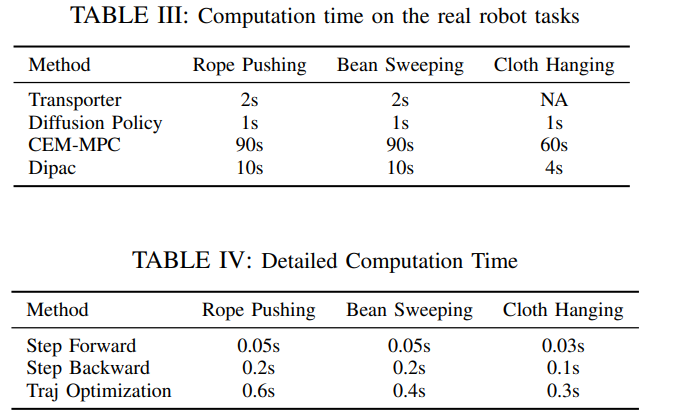 TABLE III: Computation time on the real robot tasks
Method Rope Pushing Bean Sweeping Cloth Hanging
Transporter 2s 2s NA
Diffusion Policy 1s 1s 1s
CEM-MPC 90s 90s 60s
Dipac 10s 10s 4s
TABLE IV: Detailed Computation Time
Method Rope Pushing Bean Sweeping Cloth Hanging
Step Forward 0.05s 0.05s 0.03s
Step Backward 0.2s 0.2s 0.1s
Traj Optimization 0.6s 0.4s 0.3s